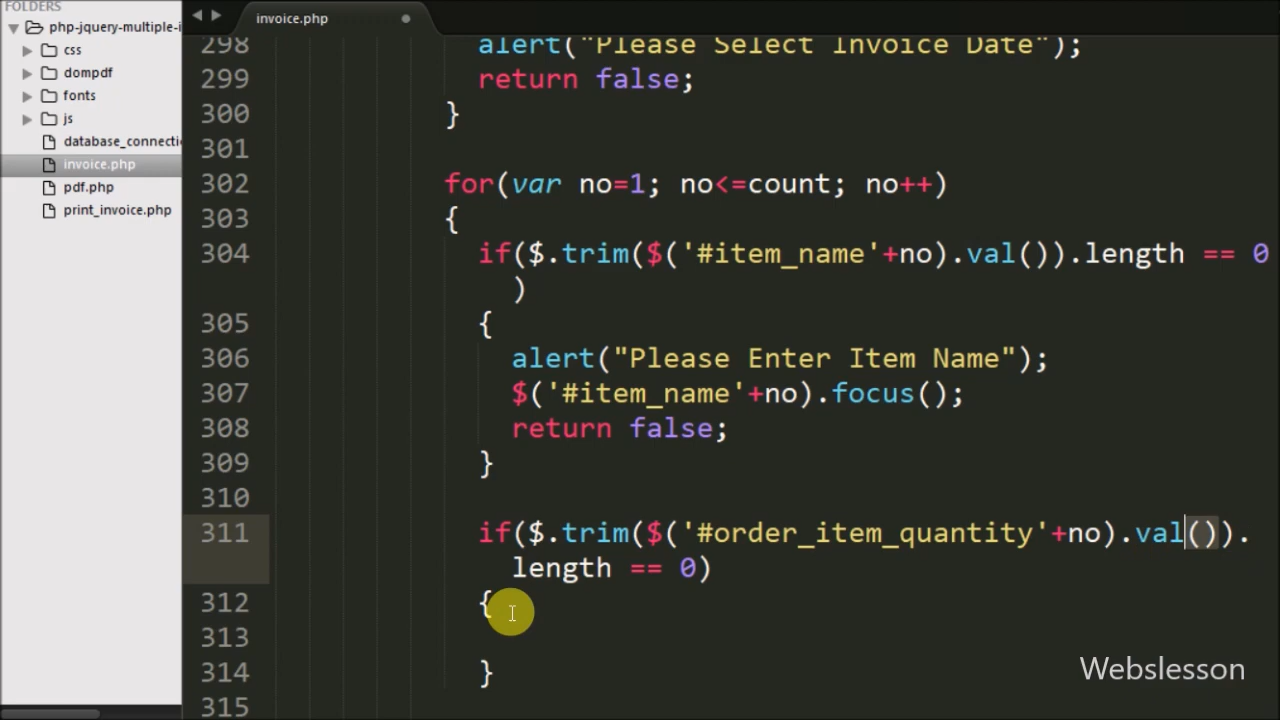 FOLDERS
php-jquery-multiple-i
css
dompdf
fonts
js
database_connecti
invoice.php
pdf.php
print_invoice.php
invoice.php
298 alert("Please Select Invoice Date");
299 return false;
300 }
301
302 for(var no=1; no<=count; no++)
303 {
304 if($.trim($('#item_name'+no).val()).length == 0
)
305 {
306 alert("Please Enter Item Name");
307 $('#item_name'+no).focus();
308 return false;
309 }
310
311 if($.trim($('#order_item_quantity'+no).val()).
length == 0)
312 {
313
314 }
315
Webslesson